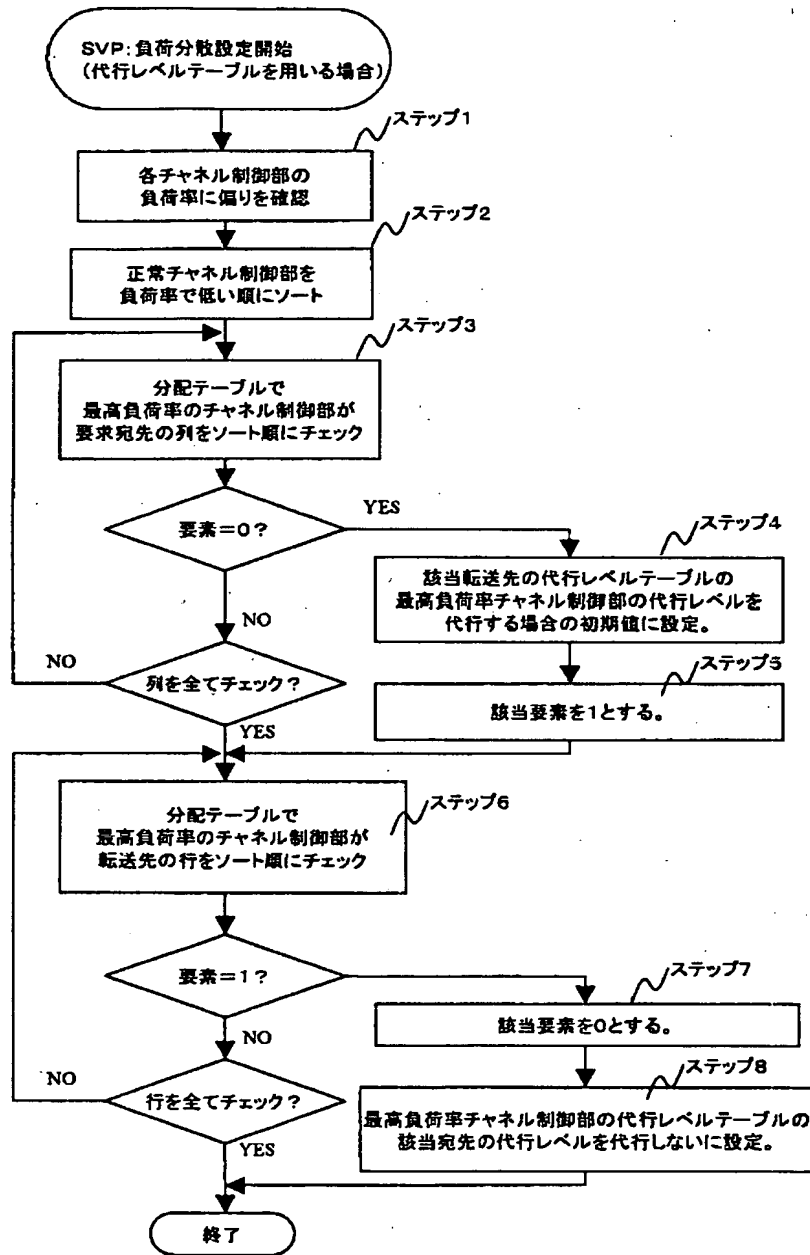 SVP:負荷分散設定開始
(代行レベルテーブルを用いる場合)
ステップ1
各チャネル制御部の
負荷率に偏りを確認
ステップ2
正常チャネル制御部を
負荷率で低い順にソート
ステップ3
分配テーブルで
最高負荷率のチャネル制御部が
要求宛先の列をソート順にチェック
要素=0?
YES
NO
ステップ4
該当転送先の代行レベルテーブルの
最高負荷率チャネル制御部の代行レベルを
代行する場合の初期値に設定。
列を全てチェック?
NO
YES
ステップ5
該当要素を1とする。
ステップ6
分配テーブルで
最高負荷率のチャネル制御部が
転送先の行をソート順にチェック
要素=1?
NO
ステップ7
該当要素を0とする。
行を全てチェック?
NO
YES
ステップ8
最高負荷率チャネル制御部の代行レベルテーブルの
該当宛先の代行レベルを代行しないに設定。
終了